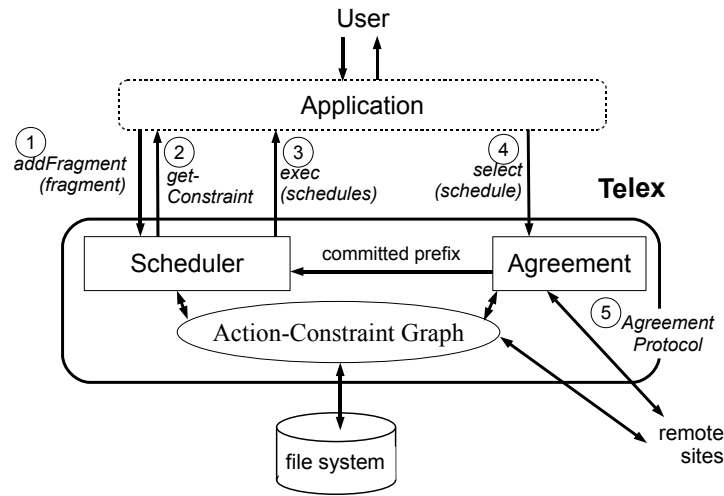 User
Application
1
addFragment
(fragment)
2
get-
Constraint
3
exec
(schedules)
4
select
(schedule)
Telex
Scheduler
committed prefix
Agreement
Action-Constraint Graph
5
Agreement
Protocol
file system
remote
sites